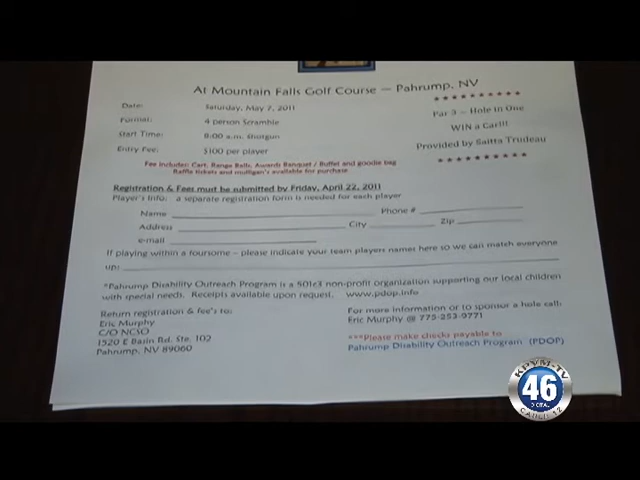 At Mountain Falls Golf Course — Pahrump, NV
Date: Saturday, May 7, 2011
Format: 4 person Scramble
Start Time: 8:00 a.m. Shotgun
Entry Fee: $100 per player
Par 3 – Hole in One
WIN a Car!!!
Provided by Saitta Trudeau
Fee includes: Cart, Range Balls, Awards Banquet / Buffet and goodie bag
Raffle tickets and mulligan's available for purchase
Registration & Fees must be submitted by Friday, April 22, 2011
Player's Info: a separate registration form is needed for each player
Name Phone #
Address City Zip
e-mail
If playing within a foursome – please indicate your team players names here so we can match everyone
up:
*Pahrump Disability Outreach Program is a 501c3 non-profit organization supporting our local children
with special needs. Receipts available upon request. www.pdop.info
Return registration & fee's to:
Eric Murphy
C/O NCSO
1520 E Basin Rd. Ste. 102
Pahrump, NV 89060
For more information or to sponsor a hole call:
Eric Murphy @ 775-253-9771
***Please make checks payable to
Pahrump Disability Outreach Program (PDOP)
KPVM-TV
46
CABLE 12